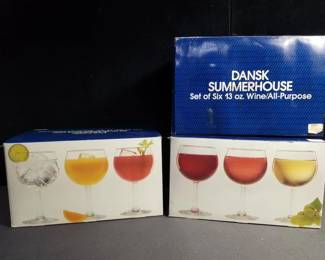 DANSK
SUMMERHOUSE
Set of Six 13 oz. Wine/All-Purpose